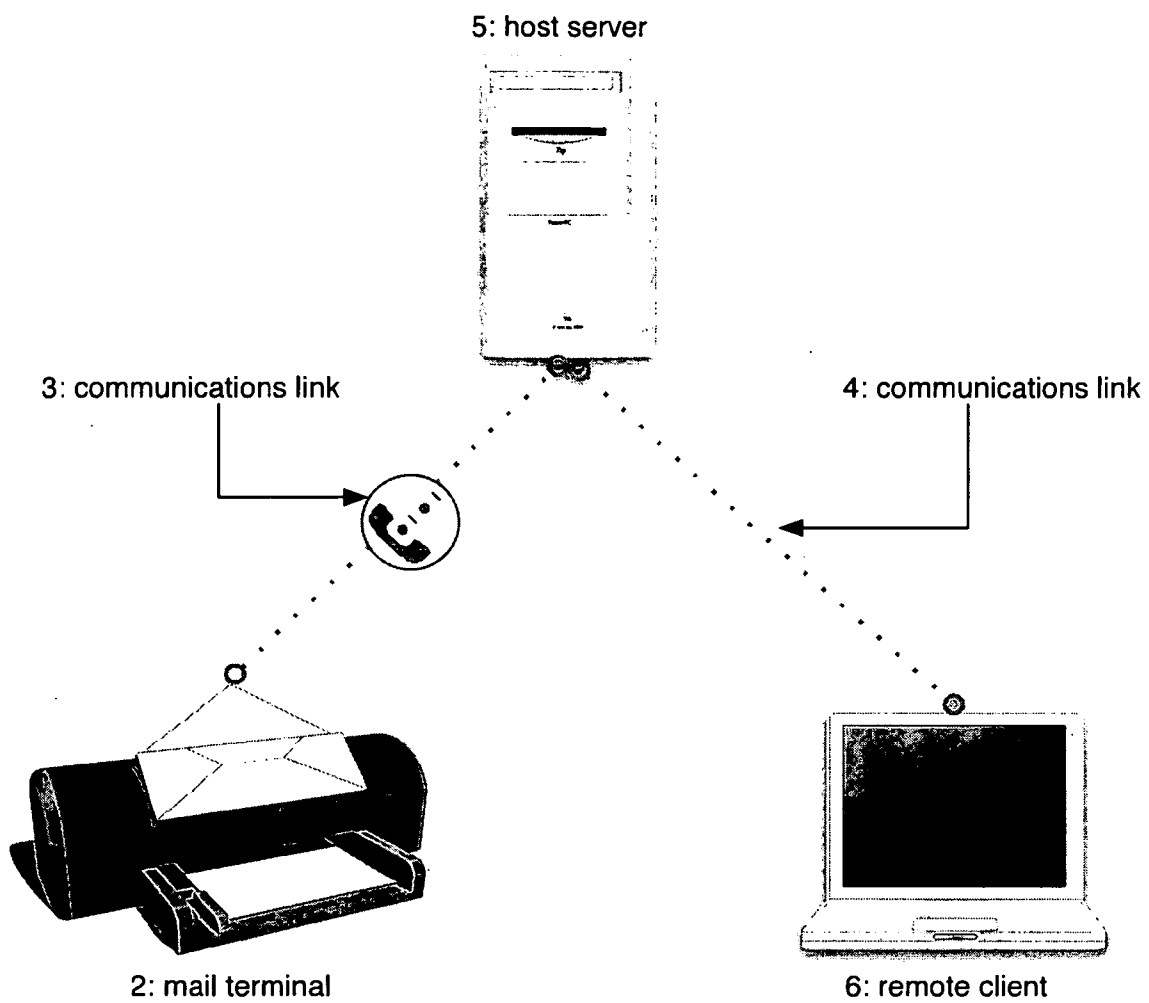 5: host server
3: communications link
4: communications link
2: mail terminal
6: remote client